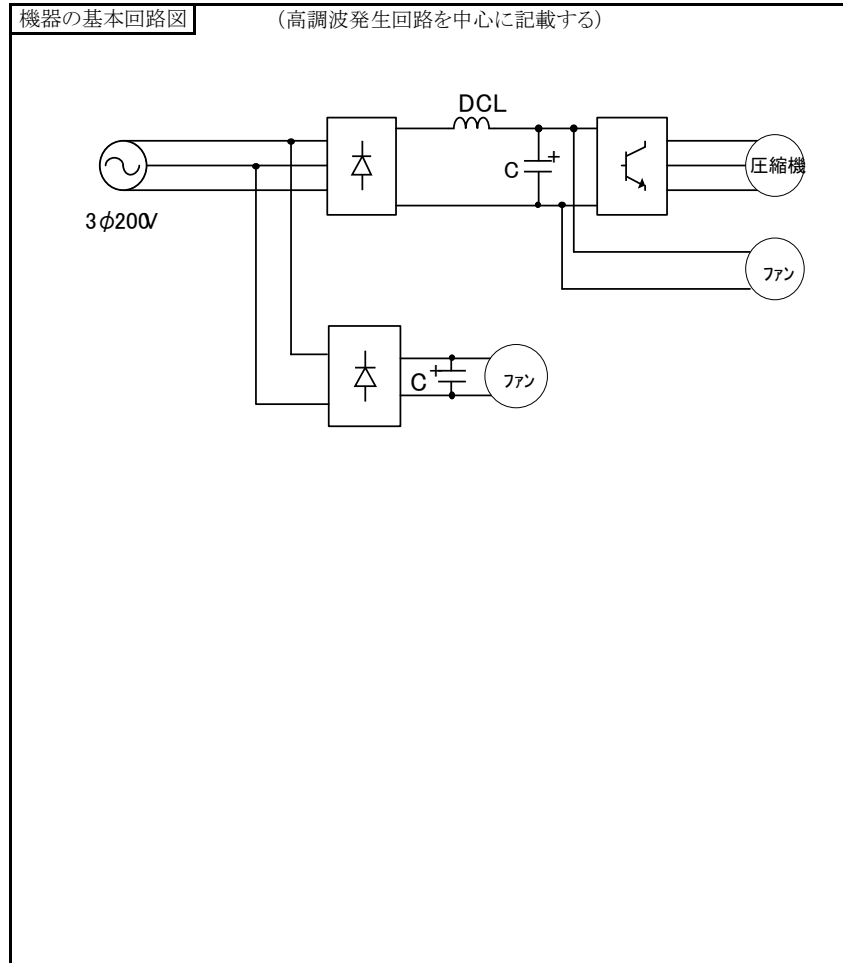 機器の基本回路図 (高調波発生回路を中心に記載する)
DCL
C +
圧縮機
3φ200V
ファン
C +
ファン